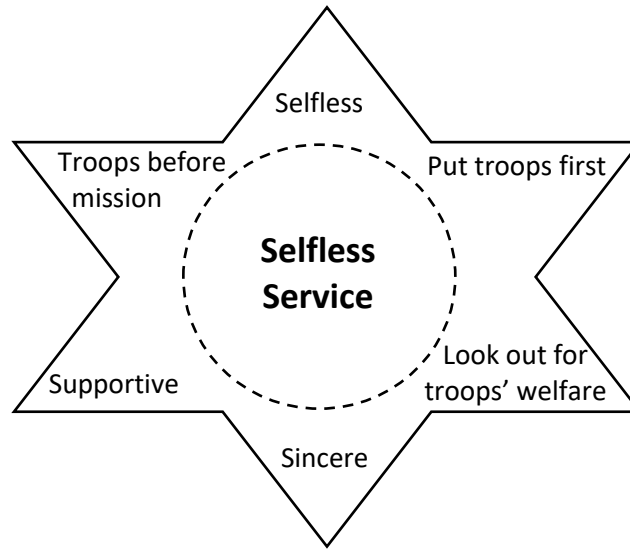 Selfless
Troops before
mission
Put troops first
Selfless
Service
Supportive
Look out for
troops’ welfare
Sincere